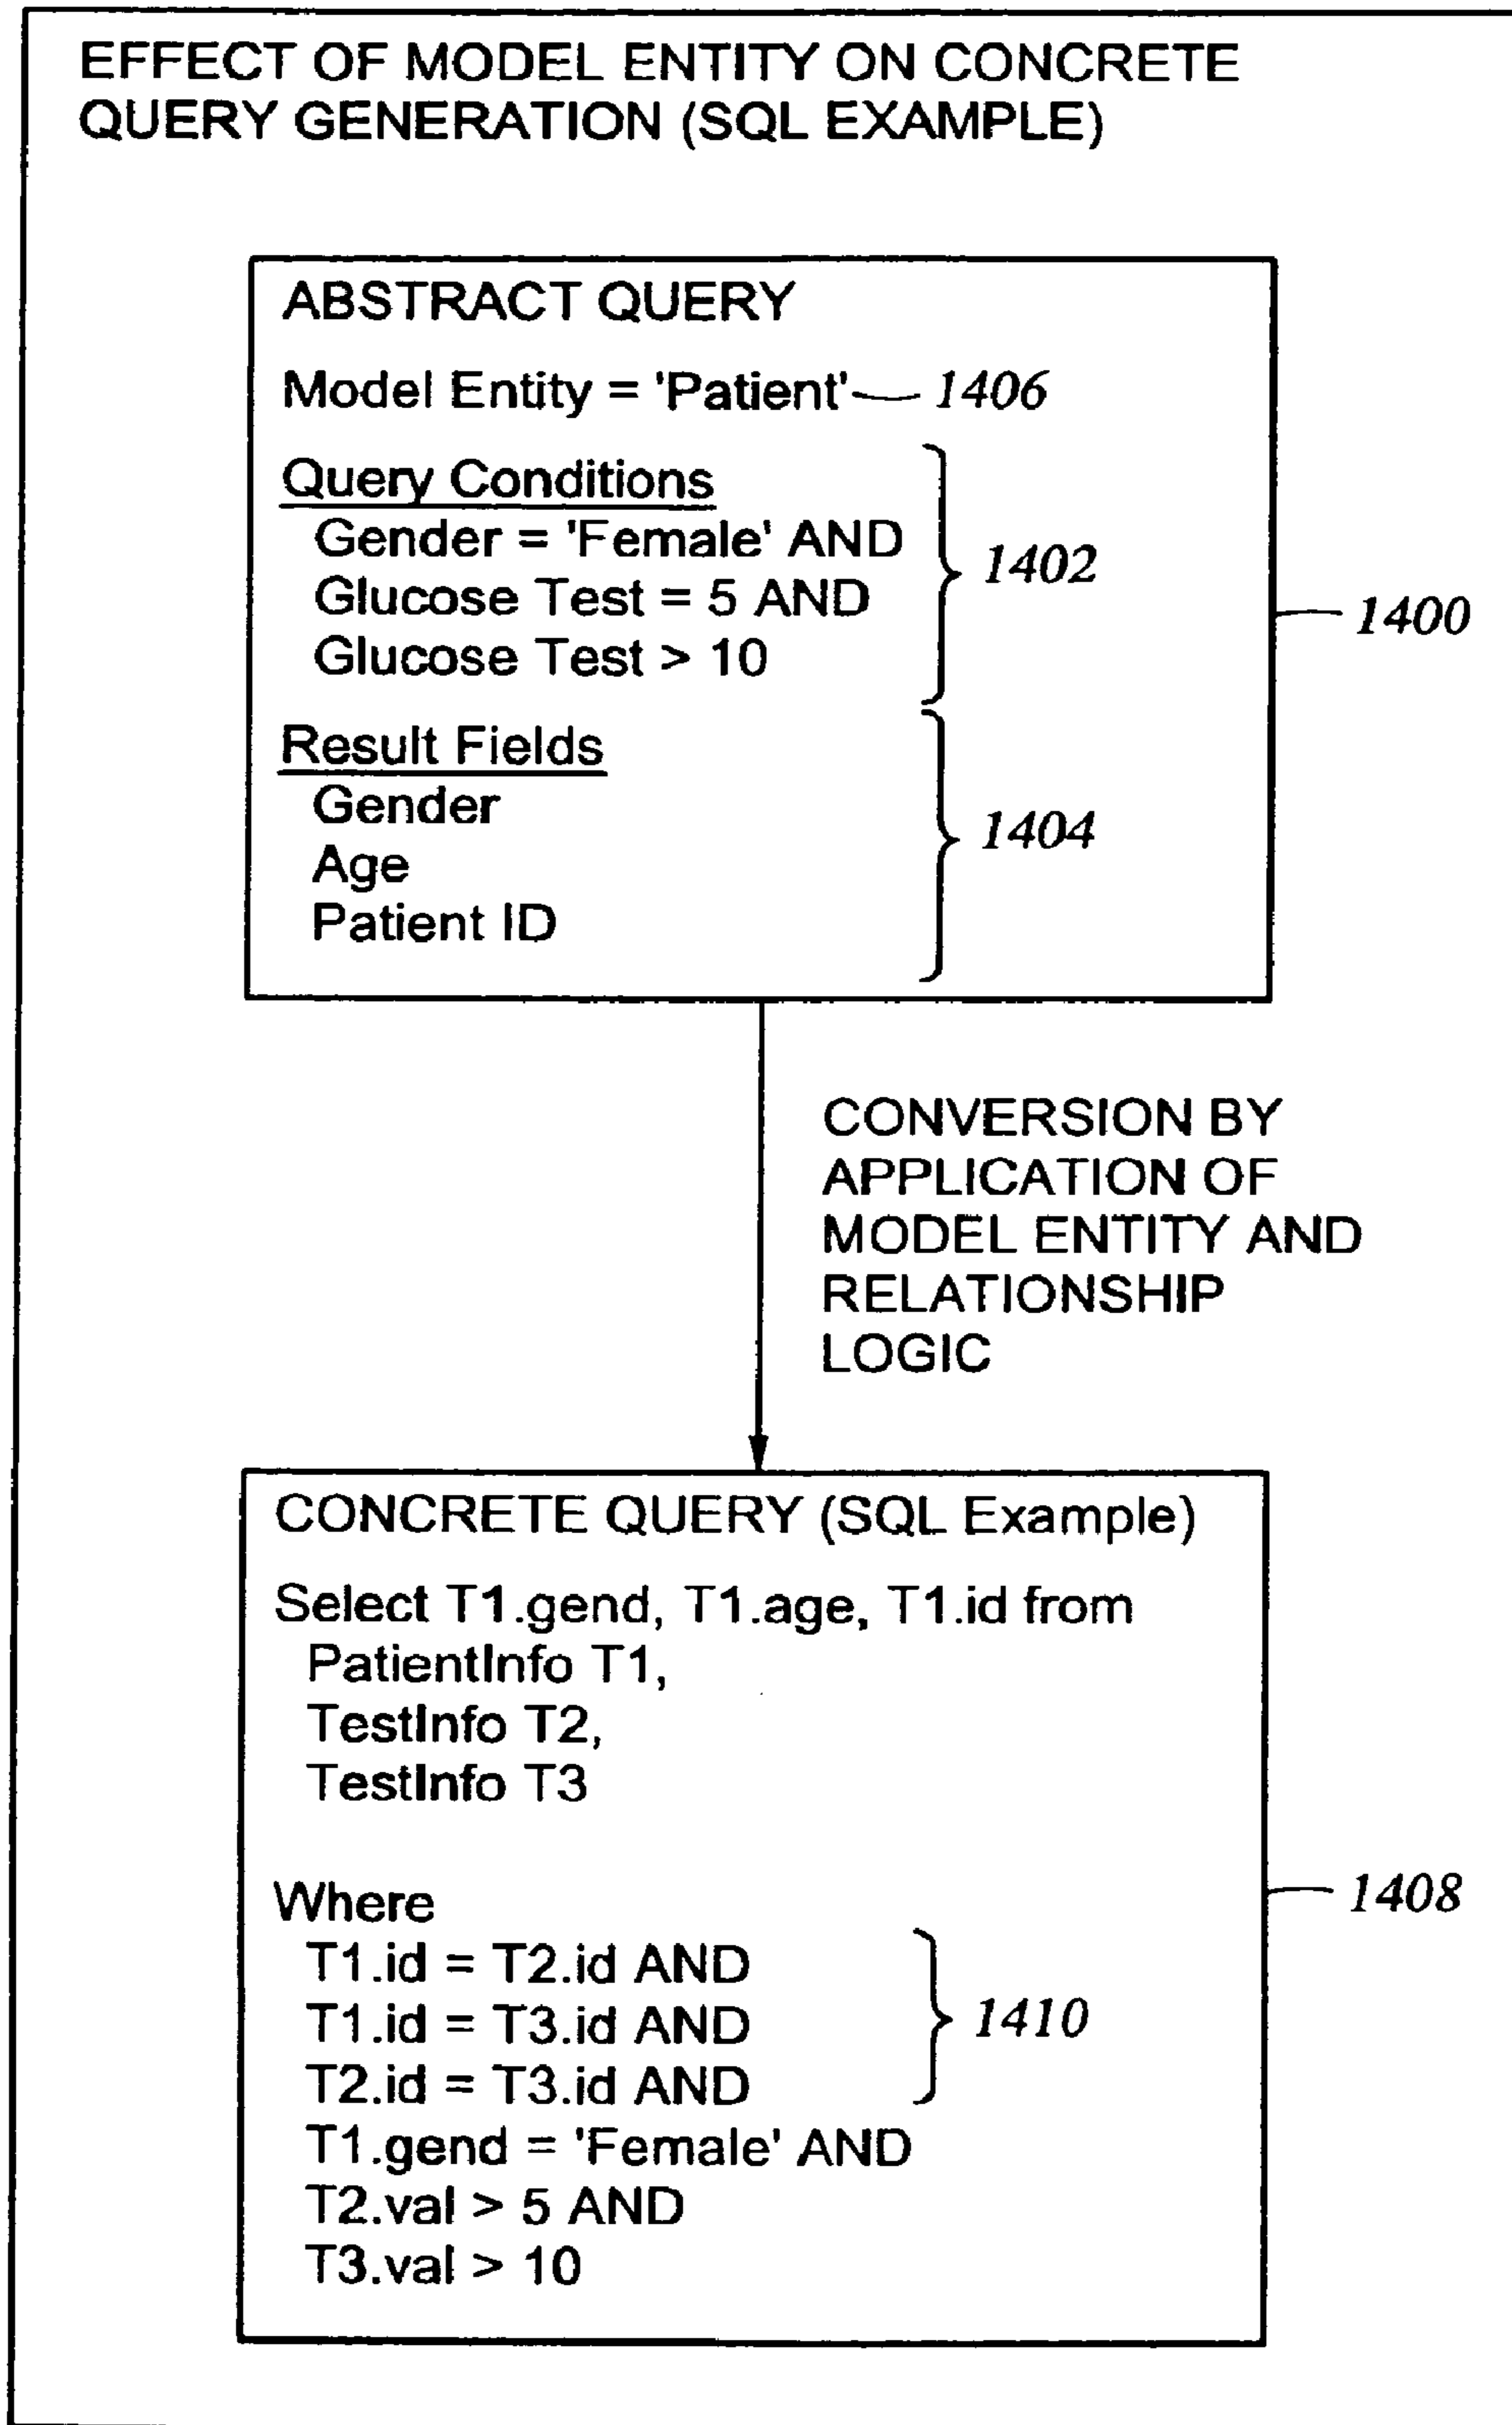 EFFECT OF MODEL ENTITY ON CONCRETE
QUERY GENERATION (SQL EXAMPLE)
ABSTRACT QUERY
Model Entity = 'Patient' 1406
Query Conditions
Gender = 'Female' AND
Glucose Test = 5 AND
Glucose Test > 10
1402
1400
Result Fields
Gender
Age
Patient ID
1404
CONVERSION BY
APPLICATION OF
MODEL ENTITY AND
RELATIONSHIP
LOGIC
CONCRETE QUERY (SQL Example)
Select T1.gend, T1.age, T1.id from
PatientInfo T1,
TestInfo T2,
TestInfo T3
Where
1408
T1.id = T2.id AND
T1.id = T3.id AND
T2.id = T3.id AND
1410
T1.gend = 'Female' AND
T2.val > 5 AND
T3.val > 10